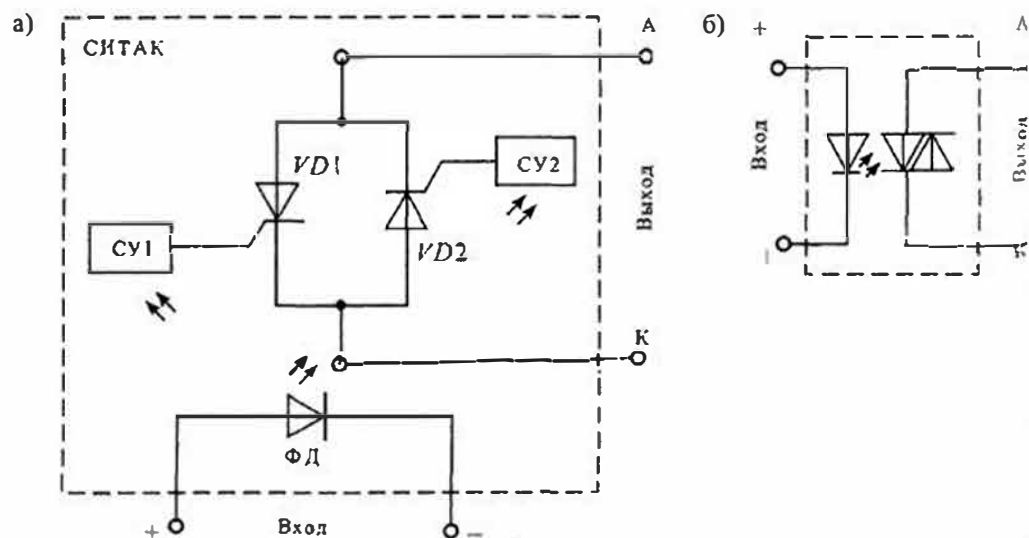 а)
СИТАК
А
VD1
СУ2
СУ1
VD2
Выход
К
ФД
+ Вход −
б)
+
Вход
Выход